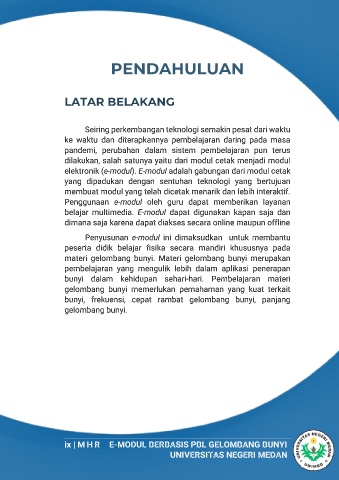 PENDAHULUAN
LATAR BELAKANG
Seiring perkembangan teknologi semakin pesat dari waktu
ke waktu dan diterapkannya pembelajaran daring pada masa
pandemi, perubahan dalam sistem pembelajaran pun terus
dilakukan, salah satunya yaitu dari modul cetak menjadi modul
elektronik (e-modul). E-modul adalah gabungan dari modul cetak
yang dipadukan dengan sentuhan teknologi yang bertujuan
membuat modul yang telah dicetak menarik dan lebih interaktif.
Penggunaan e-modul oleh guru dapat memberikan layanan
belajar multimedia. E-modul dapat digunakan kapan saja dan
dimana saja karena dapat diakses secara online maupun offline
Penyusunan e-modul ini dimaksudkan untuk membantu
peserta didik belajar fisika secara mandiri khususnya pada
materi gelombang bunyi. Materi gelombang bunyi merupakan
pembelajaran yang mengulik lebih dalam aplikasi penerapan
bunyi dalam kehidupan sehari-hari. Pembelajaran materi
gelombang bunyi memerlukan pemahaman yang kuat terkait
bunyi, frekuensi, cepat rambat gelombang bunyi, panjang
gelombang bunyi.
ix | M H R E-MODUL BERBASIS PBL GELOMBANG BUNYI
UNIVERSITAS NEGERI MEDAN
UNIVERSITAS NEGERI MEDAN
UNIMED